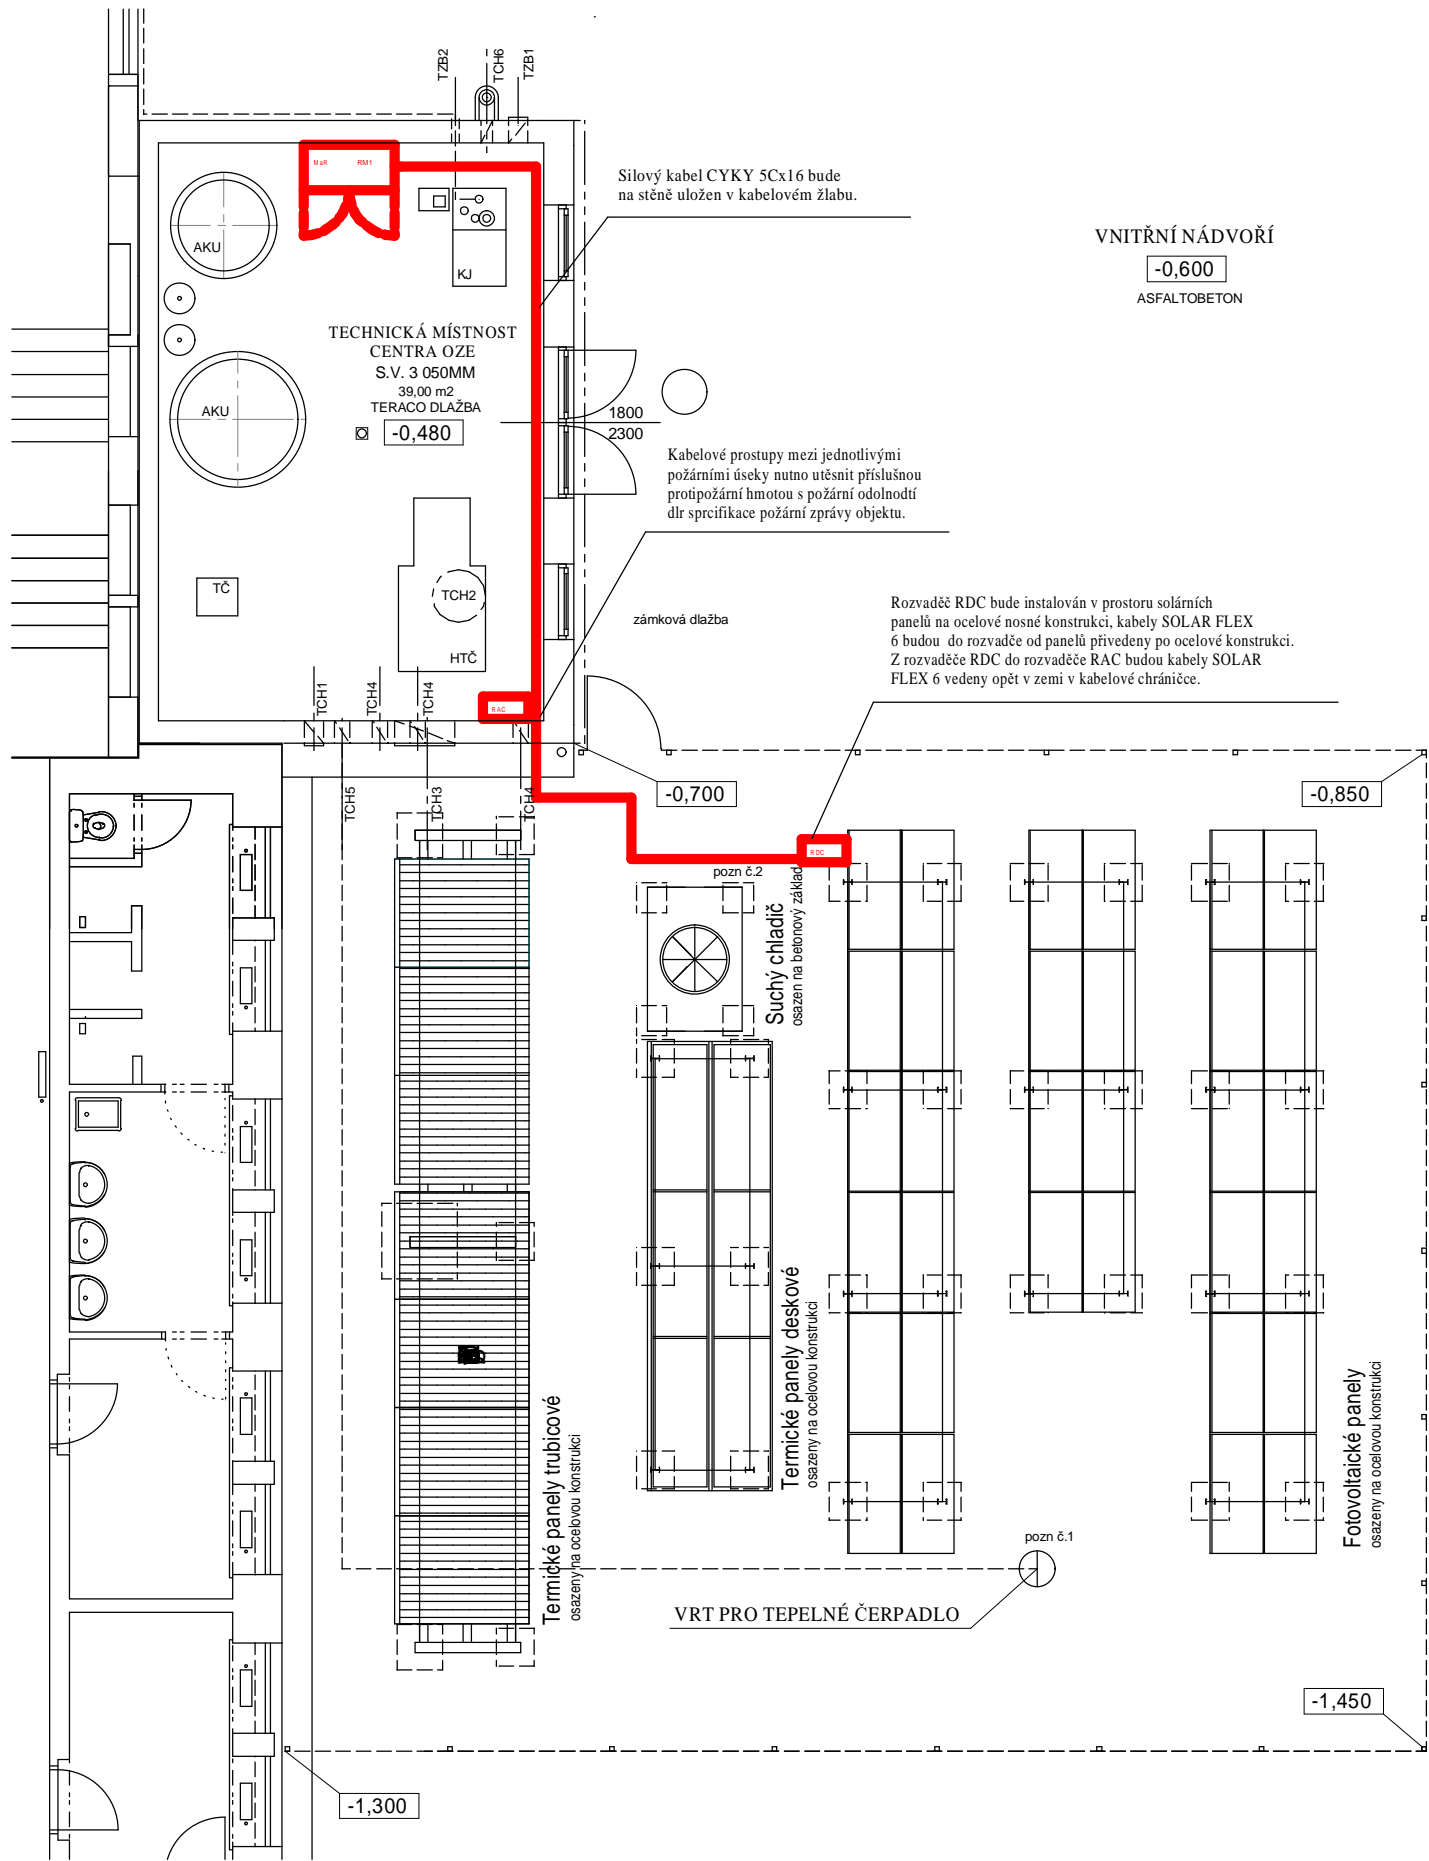 TZB2
TCH6
TZB1
MaR
RM1
Silový kabel CYKY 5Cx16 bude
na stěně uložen v kabelovém žlabu.
VNITŘNÍ NÁDVOŘÍ
-0,600
ASFALTOBETON
AKU
KJ
TECHNICKÁ MÍSTNOST
CENTRA OZE
S.V. 3 050MM
39,00 m2
TERACO DLAŽBA
-0,480
AKU
1800
2300
Kabelové prostupy mezi jednotlivými
požárními úseky nutno utěsnit příslušnou
protipožární hmotou s požární odolnodtí
dlr sprcifikace požární zprávy objektu.
TČ
TCH2
HTČ
zámková dlažba
Rozvaděč RDC bude instalován v prostoru solárních
panelů na ocelové nosné konstrukci, kabely SOLAR FLEX
6 budou do rozvadče od panelů přivedeny po ocelové konstrukci.
Z rozvaděče RDC do rozvaděče RAC budou kabely SOLAR
FLEX 6 vedeny opět v zemi v kabelové chráničce.
TCH1
TCH4
TCH4
RAC
-0,700
-0,850
TCH5
TCH3
TCH4
RDC
pozn č.2
Suchý chladič
osazen na betonový základ
Termické panely deskové
osazeny na ocelovou konstrukci
Termické panely trubicové
osazeny na ocelovou konstrukci
Fotovoltaické panely
osazeny na ocelovou konstrukci
pozn č.1
VRT PRO TEPELNÉ ČERPADLO
-1,450
-1,300